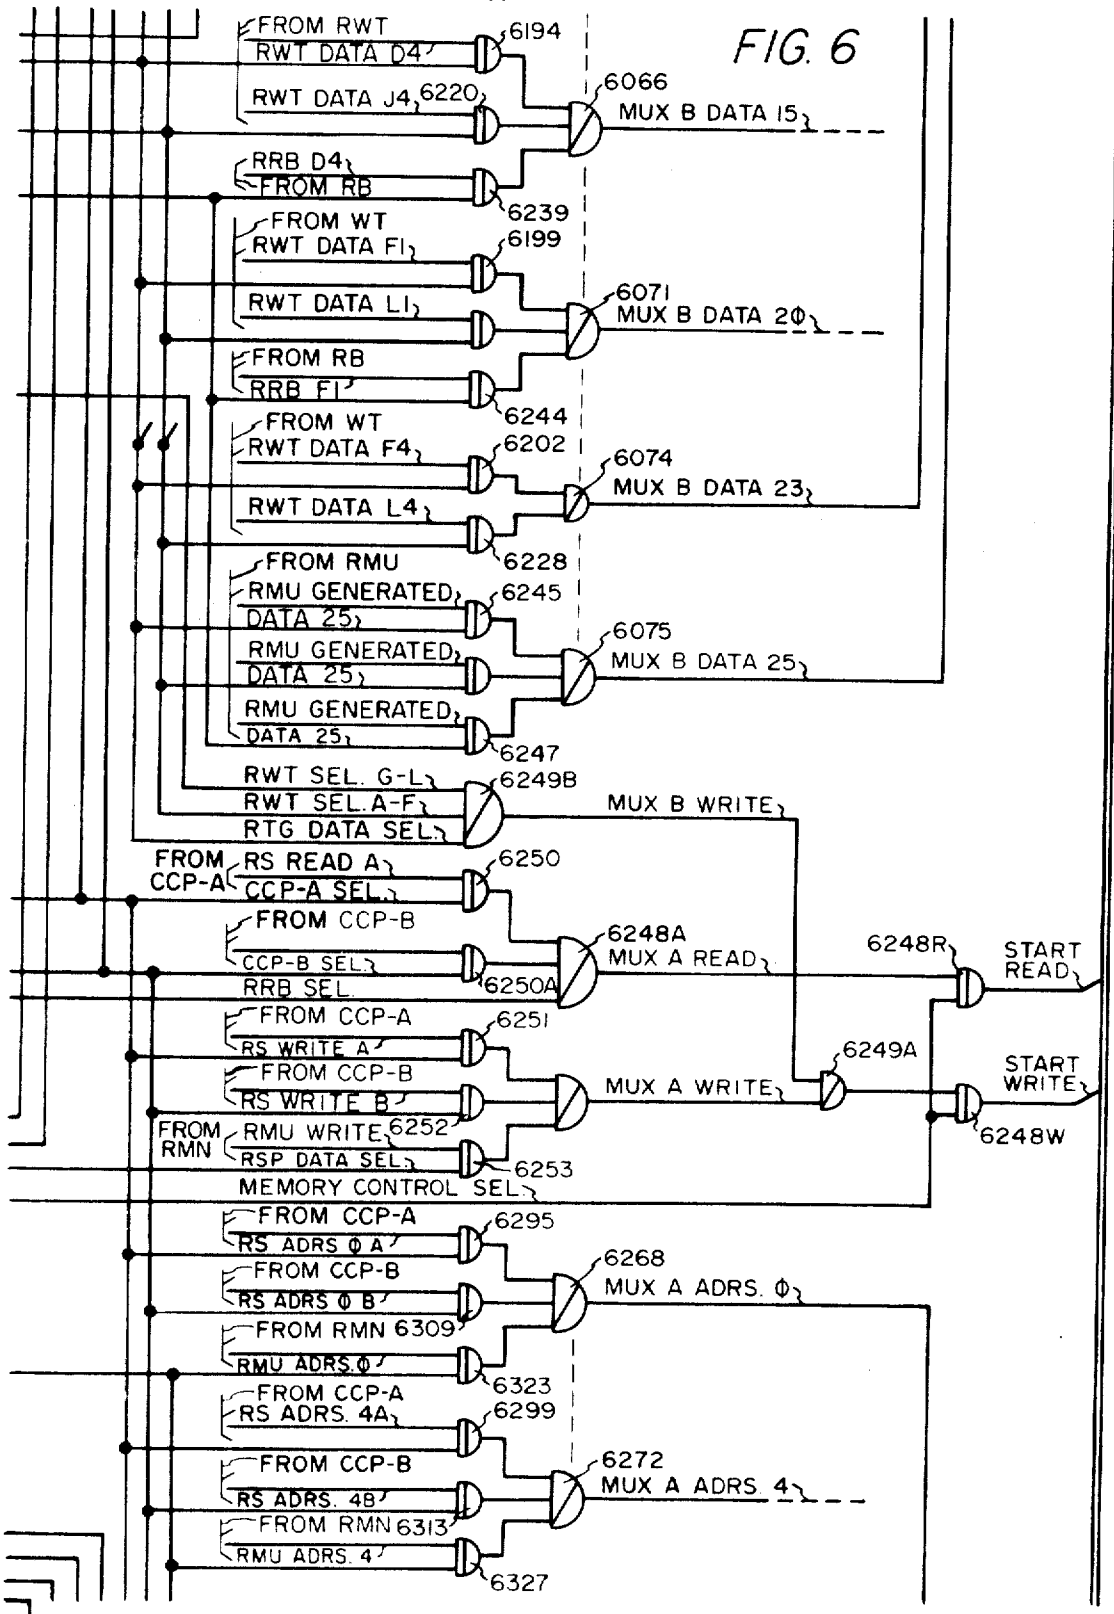 FIG. 6
FROM RWT
RWT DATA D4
6194
RWT DATA J4
6220
6066
MUX B DATA 15
RRB D4
FROM RB
6239
FROM WT
RWT DATA F1
6199
RWT DATA L1
6071
MUX B DATA 2Φ
FROM RB
RRB F1
6244
FROM WT
RWT DATA F4
6202
6074
MUX B DATA 23
RWT DATA L4
6228
FROM RMU
RMU GENERATED
DATA 25
6245
RMU GENERATED
DATA 25
6075
MUX B DATA 25
RMU GENERATED
DATA 25
6247
RWT SEL. G-L
6249B
RWT SEL. A-F
MUX B WRITE
RTG DATA SEL.
FROM
CCP-A
RS READ A
CCP-A SEL.
6250
FROM CCP-B
CCP-B SEL.
6250A
6248A
MUX A READ
RRB SEL.
6248R
START
READ
FROM CCP-A
RS WRITE A
6251
FROM CCP-B
RS WRITE B
6252
MUX A WRITE
6249A
START
WRITE
6248W
FROM
RMN
RMU WRITE
RSP DATA SEL.
6253
MEMORY CONTROL SEL.
FROM CCP-A
RS ADRS Φ A
6295
FROM CCP-B
RS ADRS Φ B
6309
6268
MUX A ADRS. Φ
FROM RMN
RMU ADRS. Φ
6323
FROM CCP-A
RS ADRS. 4A
6299
FROM CCP-B
RS ADRS. 4B
6313
6272
MUX A ADRS. 4
FROM RMN
RMU ADRS. 4
6327